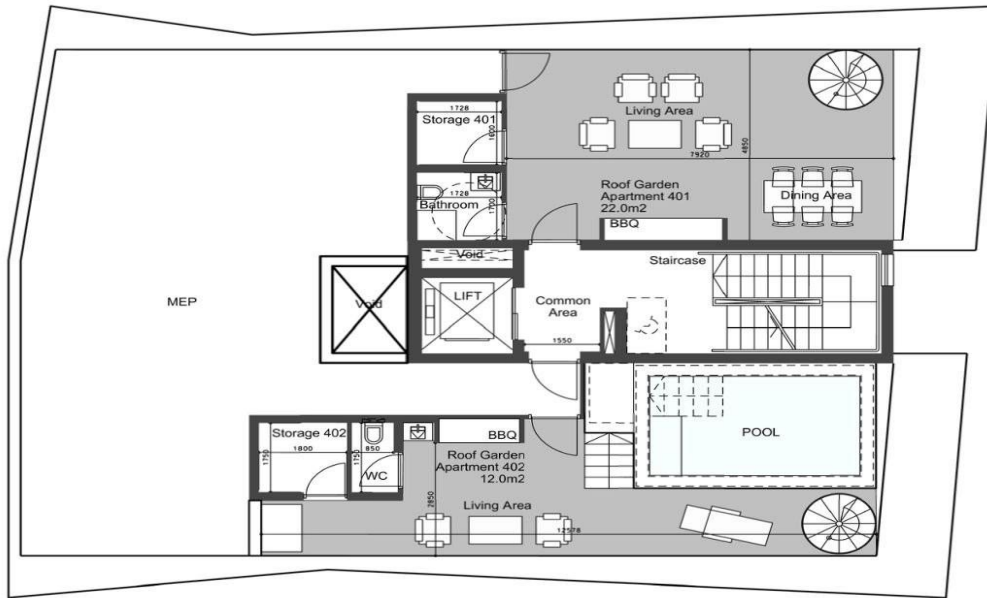 1728
Storage 401
1600
Living Area
7920
4850
1728
Bathroom
1700
Roof Garden
Apartment 401
22.0m2
BBQ
Dining Area
Void
Staircase
MEP
Void
LIFT
Common
Area
1550
POOL
Storage 402
1800
1750
850
1750
WC
BBQ
Roof Garden
Apartment 402
12.0m2
2850
Living Area
12578